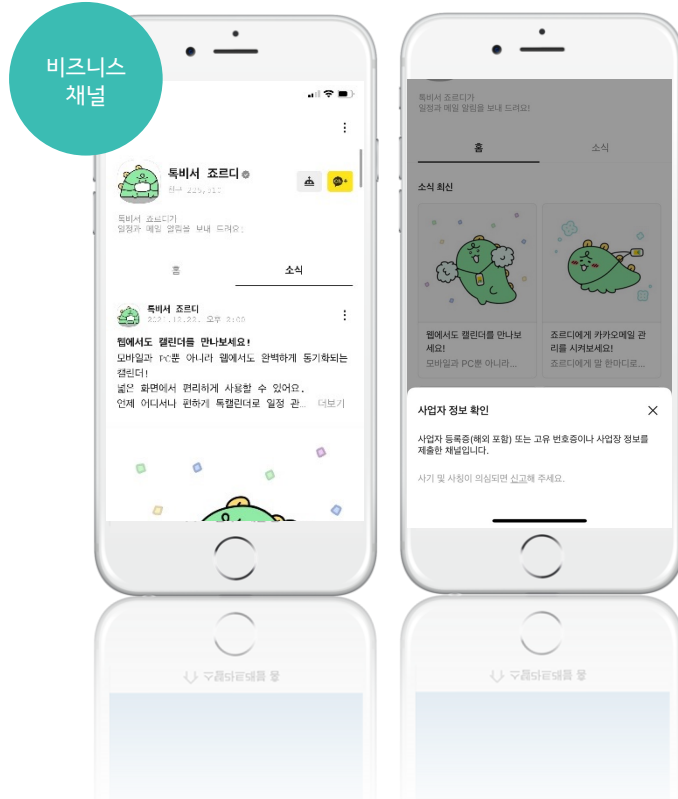 비즈니스
채널
톡비서 죠르디
톡비서 죠르디가
일정과 메일 알림을 보내 드려요!
홈
소식
톡비서 죠르디
웹에서도 캘린더를 만나보세요!
모바일과 PC뿐 아니라 웹에서도 완벽하게 동기화되는
캘린더!
넓은 화면에서 편리하게 사용할 수 있어요.
언제 어디서나 편하게 톡캘린더로 일정 관… 더보기
톡비서 죠르디가
일정과 메일 알림을 보내 드려요!
홈
소식
소식 최신
웹에서도 캘린더를 만나보
세요!
모바일과 PC뿐 아니라...
죠르디에게 카카오메일 관
리를 시켜보세요!
죠르디에게 말 한마디로...
사업자 정보 확인
사업자 등록증(해외 포함) 또는 고유 번호증이나 사업장 정보를
제출한 채널입니다.
사기 및 사칭이 의심되면 신고해 주세요.